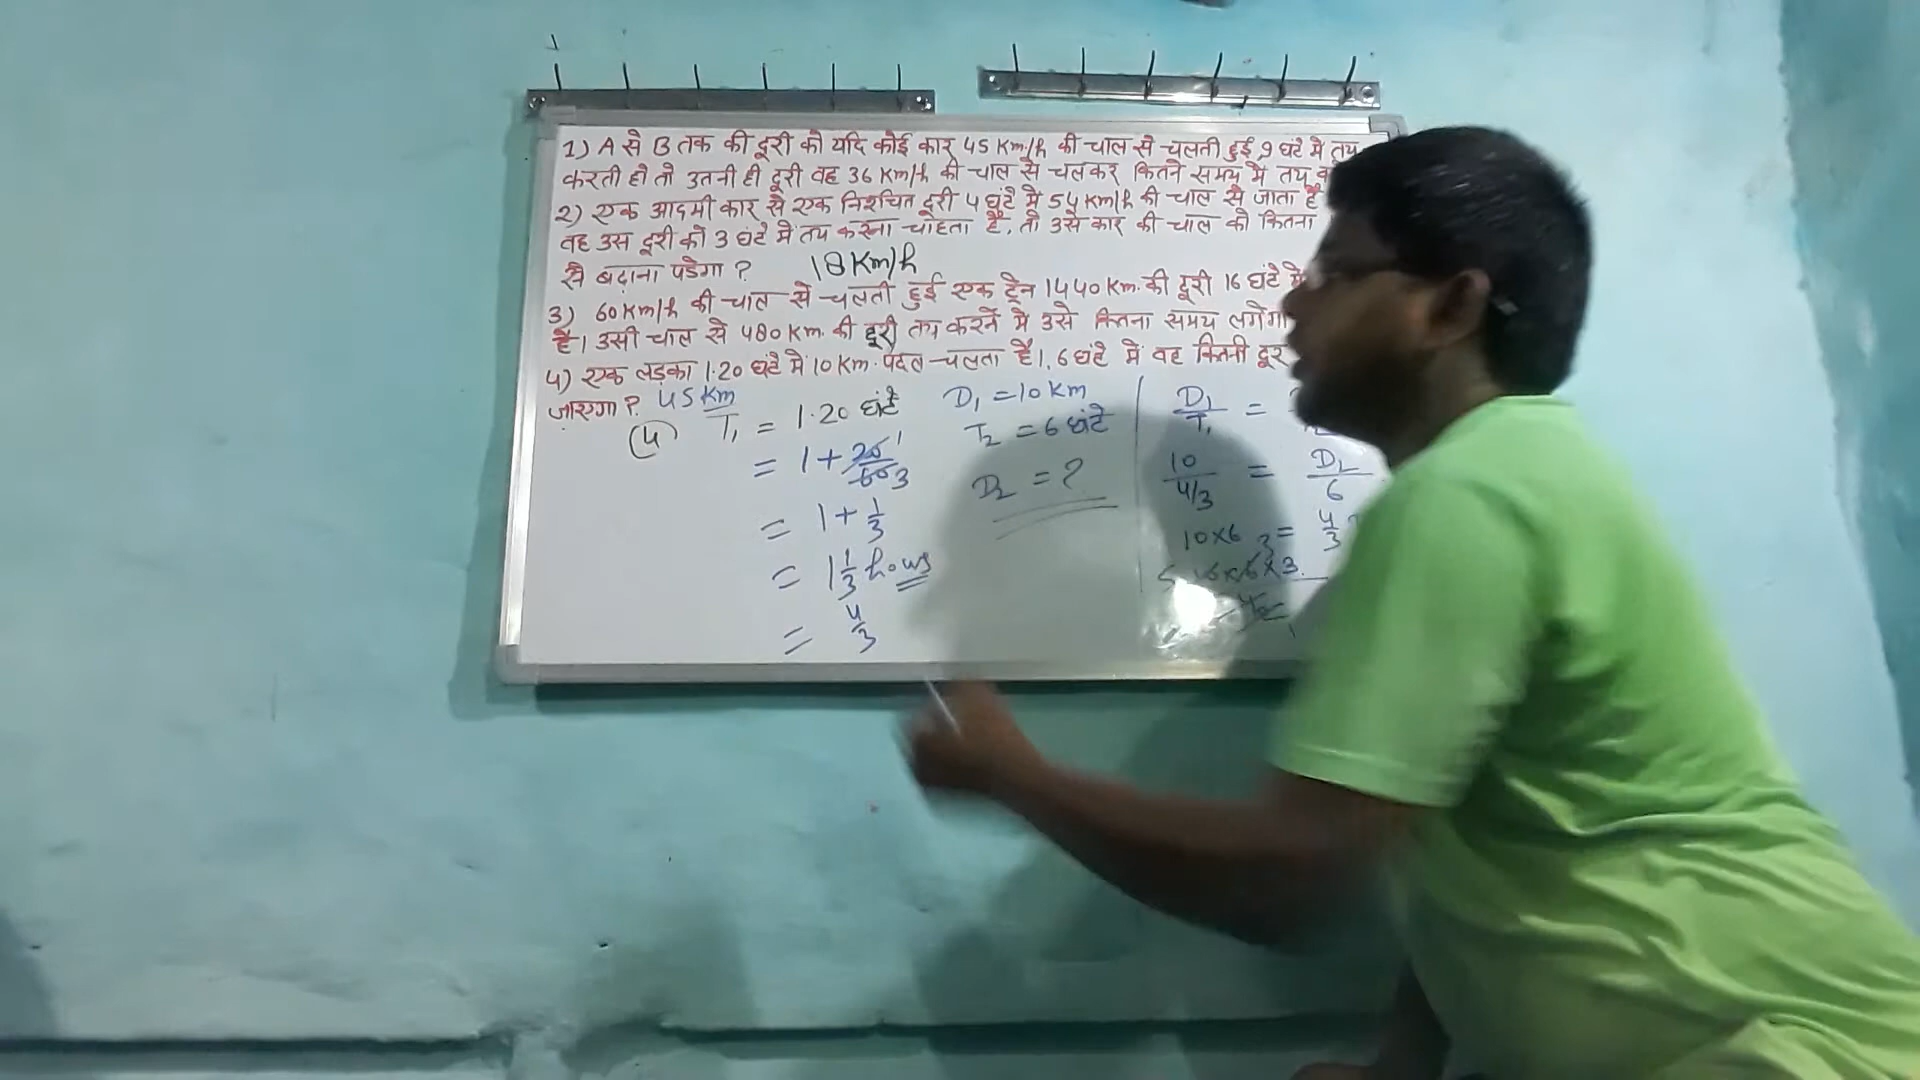 1) A से B तक की दूरी को यदि कोई कार 45 Km/h की चाल से चलती हुई 9 घंटे में तय
करती हो तो उतनी ही दूरी वह 36 Km/h की चाल से चलकर कितने समय में तय
2) एक आदमी कार से एक निश्चित दूरी 4 घंटे में 54 Km/h की चाल से जाता है
वह उस दूरी को 3 घंटे में तय करना चाहता है, तो उसे कार की चाल को कितना
से बढ़ाना पड़ेगा ? 18 Km/h
3) 60 Km/h की चाल से चलती हुई एक ट्रेन 1440 Km. की दूरी 16 घंटे में
है। उसी चाल से 480 Km. की दूरी तय करने में उसे कितना समय लगेगा
4) एक लड़का 1.20 घंटे में 10 Km. पैदल चलता है। 6 घंटे में वह कितनी दूर
जाएगा ? 45 Km
(4) T₁ = 1.20 घंटे
= 1 + 20/60 1 3
= 1 + 1/3
= 1 1/3 hours
= 4/3
D₁ = 10 Km
T₂ = 6 घंटे
D₂ = ?
D₁/T₁ =
10/4/3 = D₂/6
10×6 = 4/3